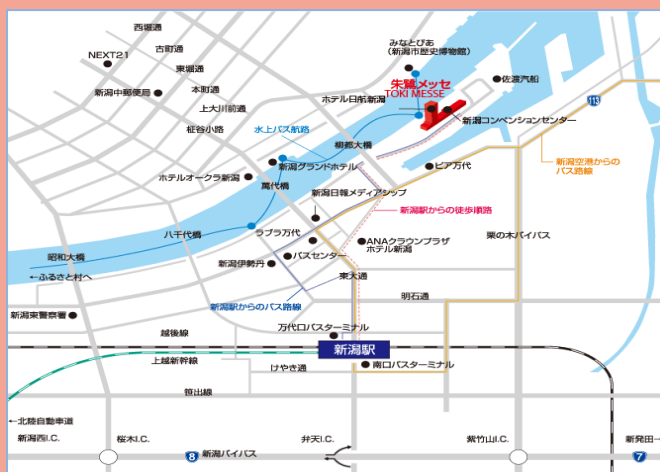 西堀通
古町通
みなとぴあ
(新潟市歴史博物館)
NEXT21
東堀通
朱鷺メッセ
TOKI MESSE
佐渡汽船
新潟中郵便局
本町通
ホテル日航新潟
上大川前通
113
新潟コンベンションセンター
柾谷小路
水上バス航路
柳都大橋
新潟グランドホテル
ピア万代
新潟空港からの
バス路線
ホテルオークラ新潟
萬代橋
新潟日報メディアシップ
新潟駅からの徒歩順路
八千代橋
ラブラ万代
栗の木バイパス
ANAクラウンプラザ
ホテル新潟
昭和大橋
バスセンター
新潟伊勢丹
←ふるさと村へ
東大通
明石通
新潟駅からのバス路線
新潟東警察署
越後線
万代口バスターミナル
新潟駅
上越新幹線
けやき通
南口バスターミナル
笹出線
←北陸自動車道
新潟西I.C.
桜木I.C.
弁天I.C.
紫竹山I.C.
新発田→
8
新潟バイパス
7